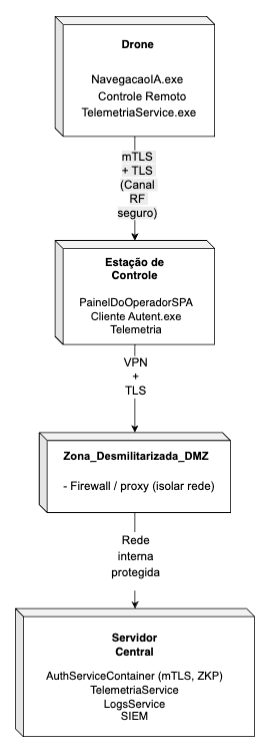 Drone
NavegacaoIA.exe
Controle Remoto
TelemetriaService.exe
mTLS
+ TLS
(Canal
RF
seguro)
Estação de
Controle
PainelDoOperadorSPA
Cliente Autent.exe
Telemetria
VPN
+
TLS
Zona_Desmilitarizada_DMZ
- Firewall / proxy (isolar rede)
Rede
interna
protegida
Servidor
Central
AuthServiceContainer (mTLS, ZKP)
TelemetriaService
LogsService
SIEM